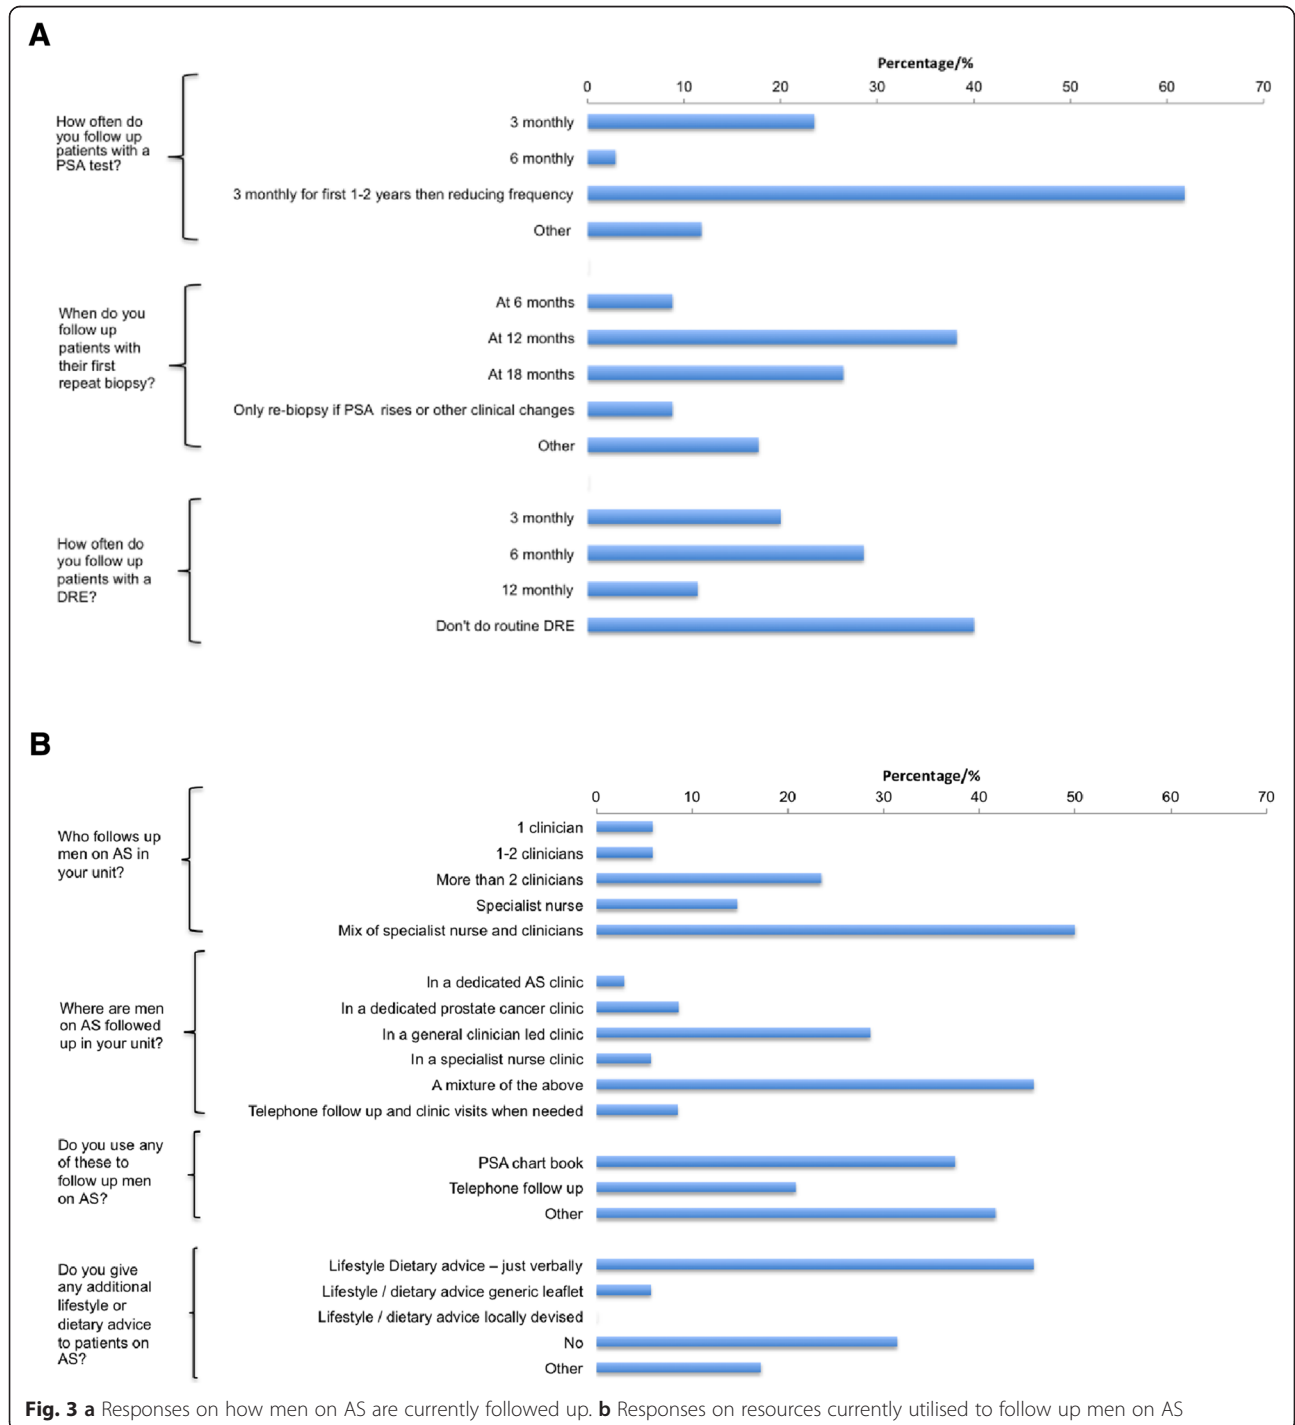 A
Percentage/%
0 10 20 30 40 50 60 70
How often do
you follow up
patients with a
PSA test?
3 monthly
6 monthly
3 monthly for first 1-2 years then reducing frequency
Other
When do you
follow up
patients with
their first
repeat biopsy?
At 6 months
At 12 months
At 18 months
Only re-biopsy if PSA rises or other clinical changes
Other
How often do
you follow up
patients with a
DRE?
3 monthly
6 monthly
12 monthly
Don't do routine DRE
B
Percentage/%
0 10 20 30 40 50 60 70
Who follows up
men on AS in
your unit?
1 clinician
1-2 clinicians
More than 2 clinicians
Specialist nurse
Mix of specialist nurse and clinicians
Where are men
on AS followed
up in your unit?
In a dedicated AS clinic
In a dedicated prostate cancer clinic
In a general clinician led clinic
In a specialist nurse clinic
A mixture of the above
Telephone follow up and clinic visits when needed
Do you use any
of these to
follow up men
on AS?
PSA chart book
Telephone follow up
Other
Do you give
any additional
lifestyle or
dietary advice
to patients on
AS?
Lifestyle Dietary advice – just verbally
Lifestyle / dietary advice generic leaflet
Lifestyle / dietary advice locally devised
No
Other
Fig. 3 a Responses on how men on AS are currently followed up. b Responses on resources currently utilised to follow up men on AS